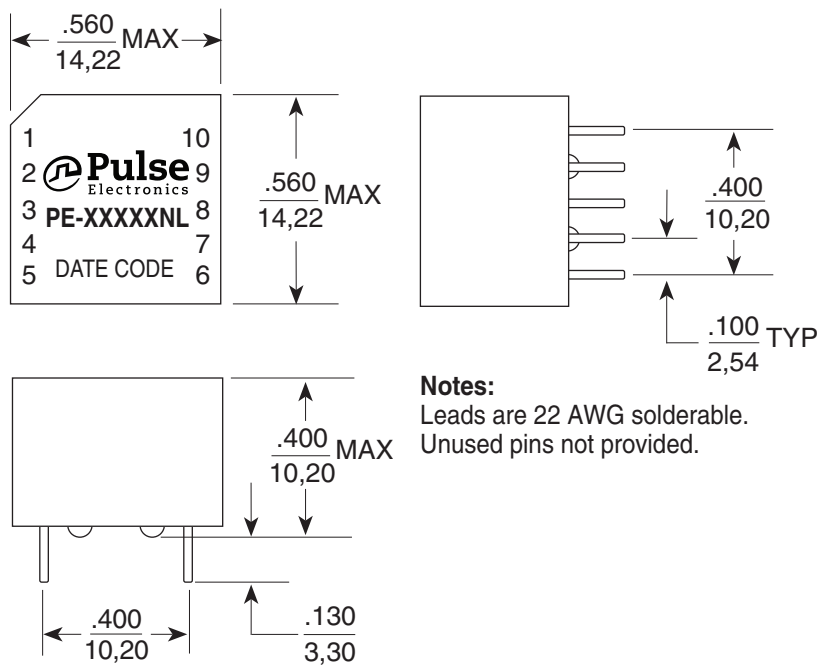 .560
14,22
MAX
1 10
2 Pulse 9
Electronics
3 PE-XXXXXNL 8
4 7
5 DATE CODE 6
.560
14,22
MAX
.400
10,20
.100
2,54
TYP
.400
10,20
MAX
.400
10,20
.130
3,30
Notes:
Leads are 22 AWG solderable.
Unused pins not provided.